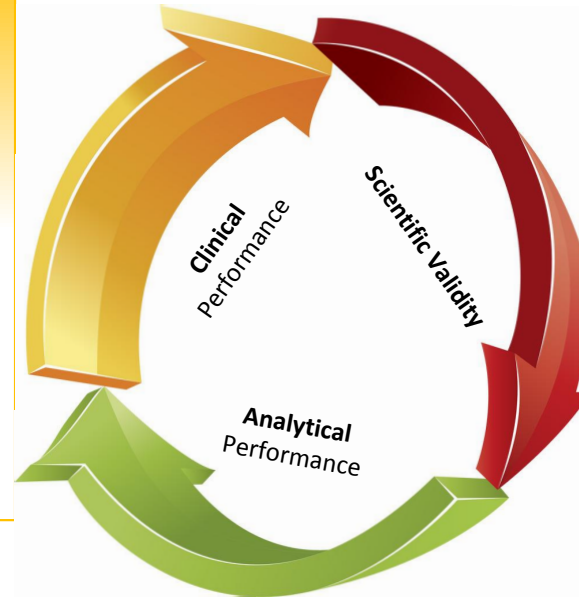 Clinical
Performance
Scientific Validity
Analytical
Performance